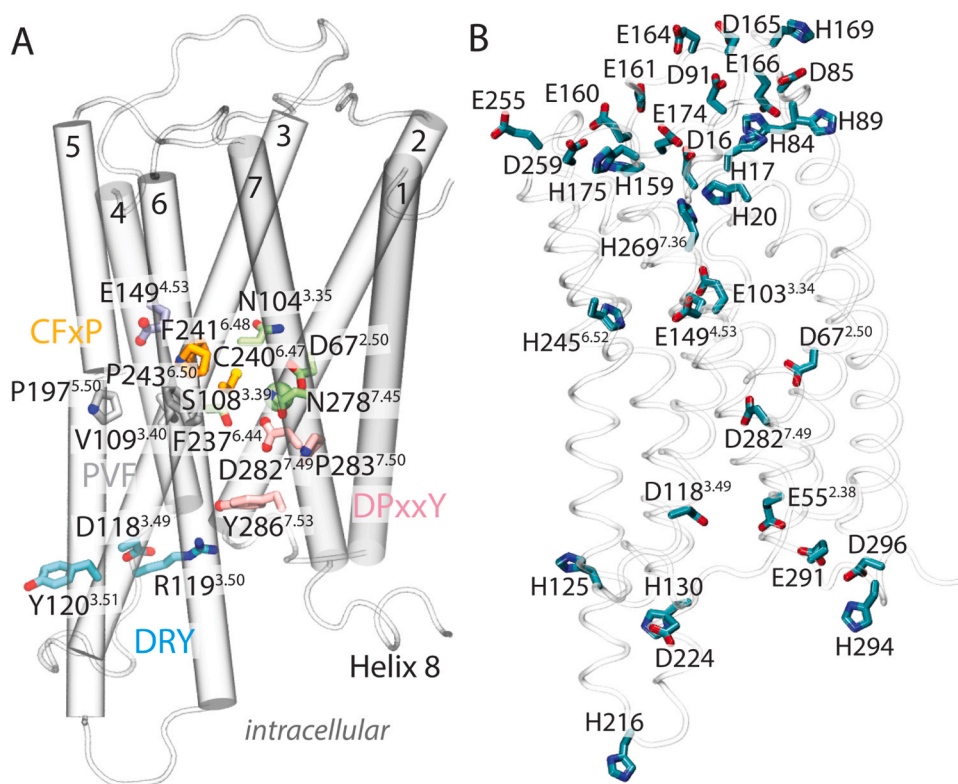 A
5
4
6
3
7
2
1
E149^4.53
N104^3.35
CFxP
F241^6.48
C240^6.47
D67^2.50
P243^6.50
P197^5.50
S108^3.39
N278^7.45
V109^3.40
F237^6.44
D282^7.49
P283^7.50
PVF
DPxxY
D118^3.49
Y286^7.53
Y120^3.51
R119^3.50
DRY
Helix 8
intracellular
B
E164
D165
H169
E161
D91
E166
D85
E255
E160
E174
H89
D16
H84
D259
H17
H175
H159
H20
H269^7.36
E103^3.34
H245^6.52
E149^4.53
D67^2.50
D282^7.49
D118^3.49
E55^2.38
H125
H130
E291
D296
D224
H294
H216